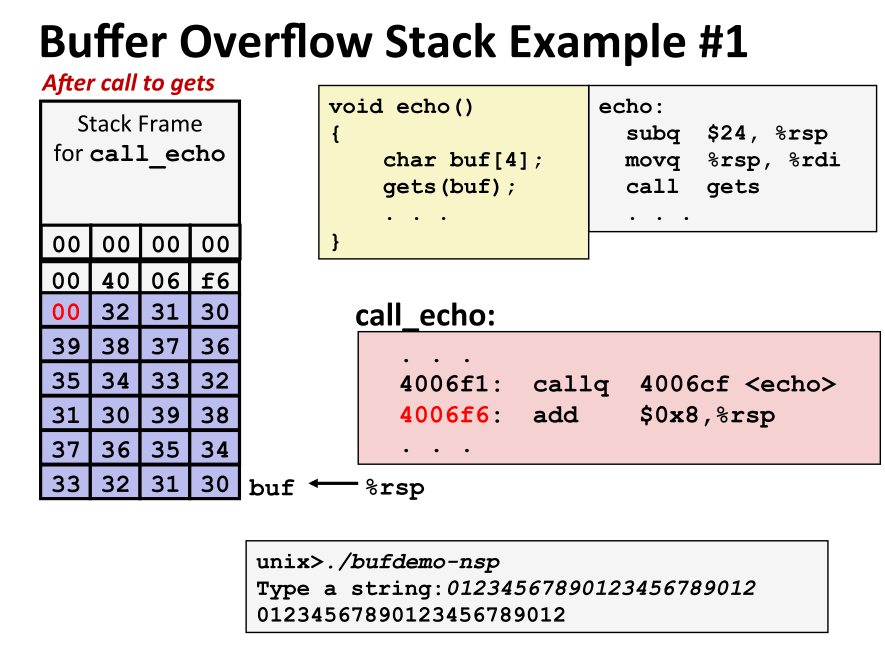 Buffer Overflow Stack Example #1
After call to gets
Stack Frame
for call_echo
00 00 00 00
00 40 06 f6
00 32 31 30
39 38 37 36
35 34 33 32
31 30 39 38
37 36 35 34
33 32 31 30
buf
%rsp
void echo()
{
char buf[4];
gets(buf);
. . .
}
echo:
subq $24, %rsp
movq %rsp, %rdi
call gets
. . .
call_echo:
. . .
4006f1: callq 4006cf <echo>
4006f6: add $0x8,%rsp
. . .
unix>./bufdemo-nsp
Type a string:01234567890123456789012
01234567890123456789012